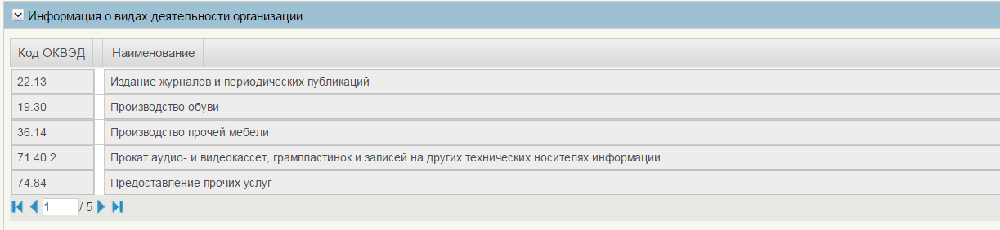 Информация о видах деятельности организации
Код ОКВЭД Наименование
22.13 Издание журналов и периодических публикаций
19.30 Производство обуви
36.14 Производство прочей мебели
71.40.2 Прокат аудио- и видеокассет, грампластинок и записей на других технических носителях информации
74.84 Предоставление прочих услуг
1 / 5